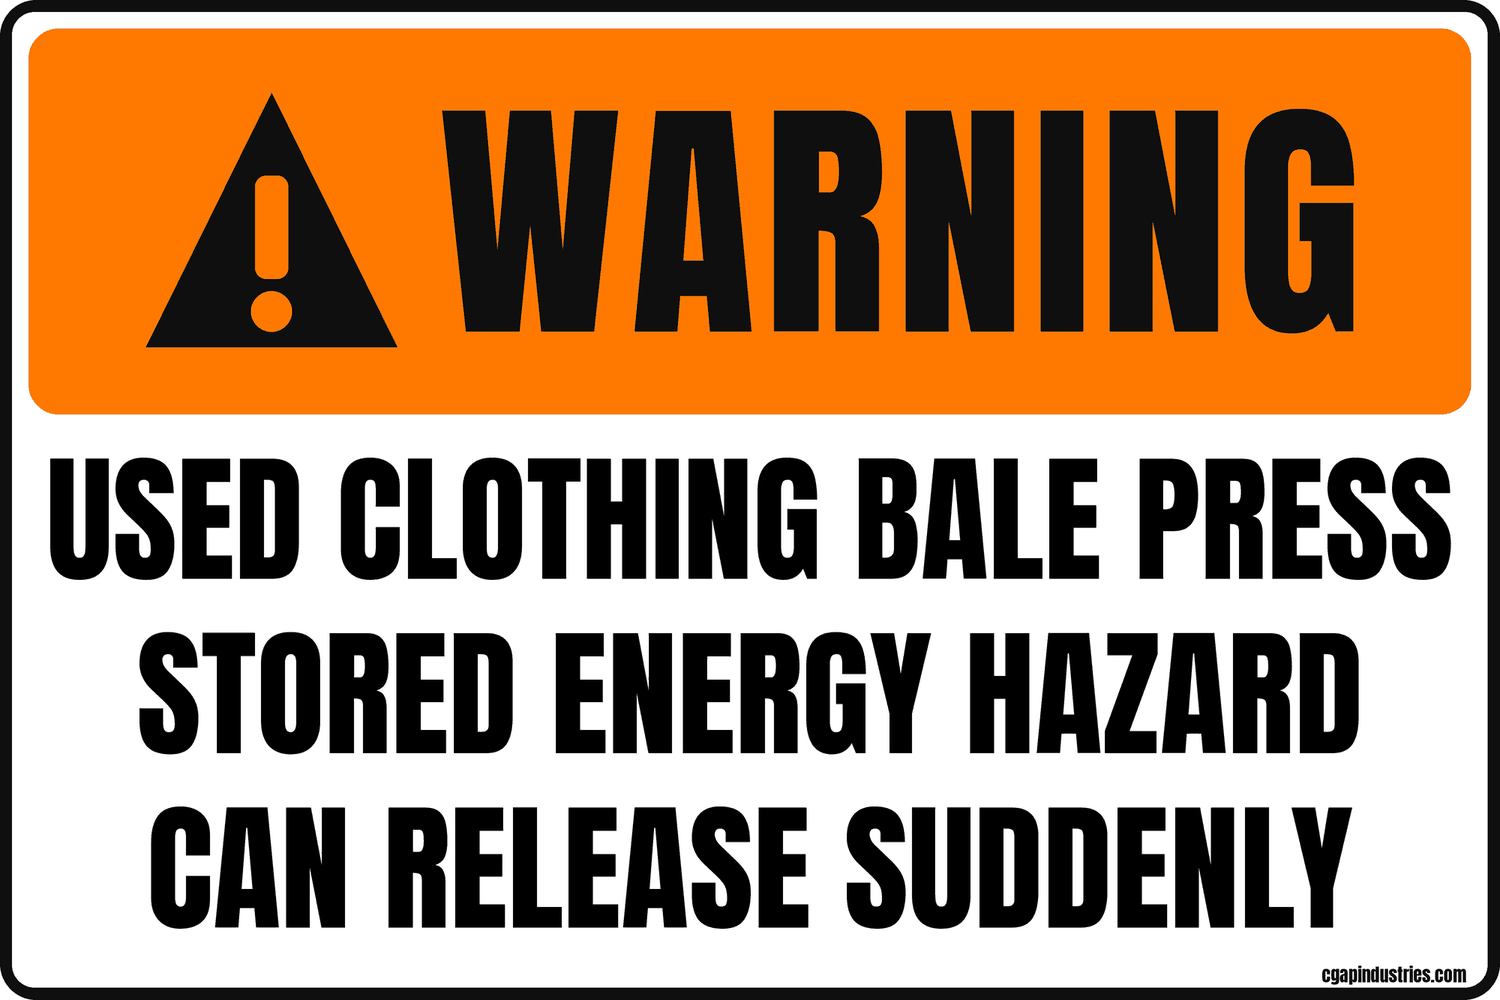 WARNING
USED CLOTHING BALE PRESS
STORED ENERGY HAZARD
CAN RELEASE SUDDENLY
cgapindustries.com